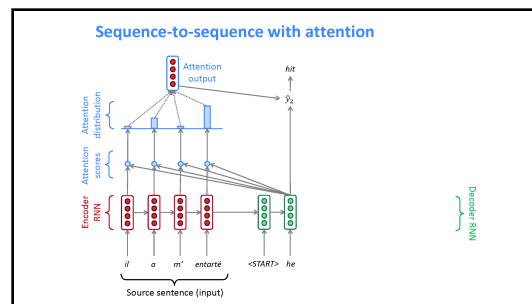 Sequence-to-sequence with attention
Attention
output
hit
ŷ2
Attention
distribution
Attention
scores
Encoder
RNN
Decoder RNN
il a m' entarté <START> he
Source sentence (input)